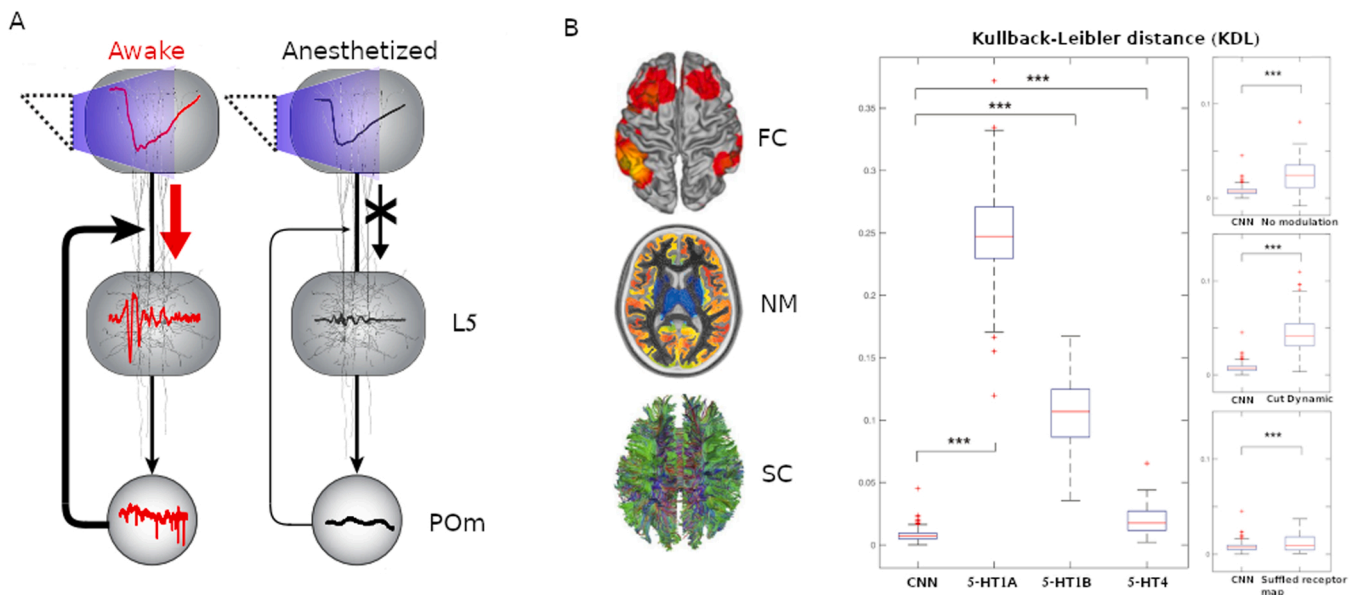 A
Awake
Anesthetized
L5
POm
B
FC
NM
SC
Kullback-Leibler distance (KDL)
***
***
***
0.35
0.3
0.25
0.2
0.15
0.1
0.05
0
CNN 5-HT1A 5-HT1B 5-HT4
***
0.1
0
CNN No modulation
***
0.1
0
CNN Cut Dynamic
***
0.1
0
CNN Suffled receptor
map